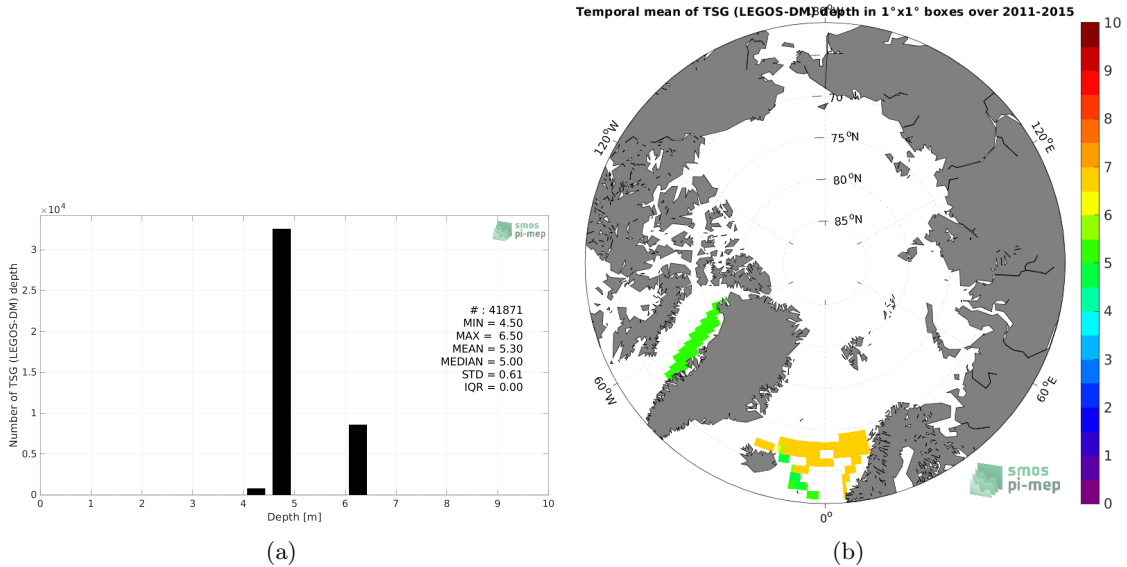 ×10⁴
Number of TSG (LEGOS-DM) depth
3
2.5
2
1.5
1
0.5
0
0 1 2 3 4 5 6 7 8 9 10
Depth [m]
smos
pi-mep
# : 41871
MIN = 4.50
MAX = 6.50
MEAN = 5.30
MEDIAN = 5.00
STD = 0.61
IQR = 0.00
(a)
Temporal mean of TSG (LEGOS-DM) depth in 1°x1° boxes over 2011-2015
180°W
120°W
120°E
70
75°N
80°N
85°N
60°W
60°E
0°
smos
pi-mep
10
9
8
7
6
5
4
3
2
1
0
(b)